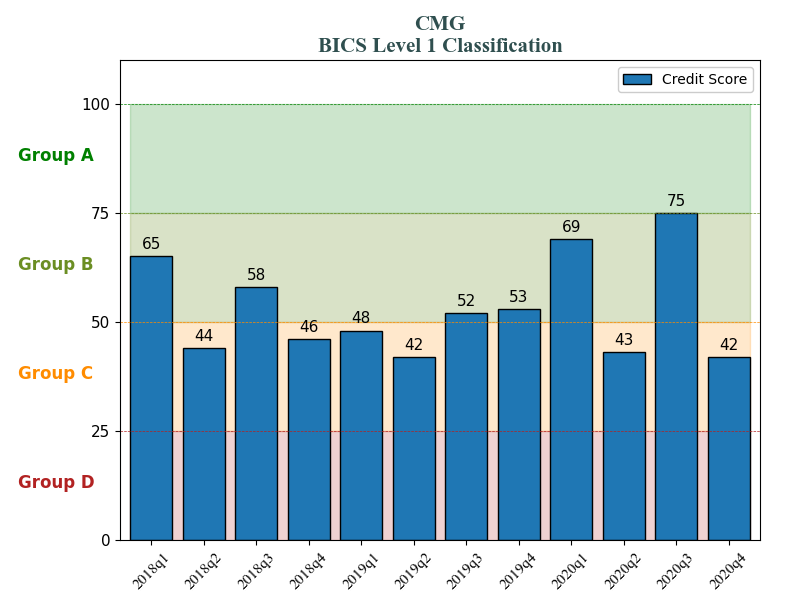 CMG
BICS Level 1 Classification
Credit Score
100
Group A
75
75
69
65
Group B
58
53
52
50
48
46
44
43
42
42
Group C
25
Group D
0
2018q1
2018q2
2018q3
2018q4
2019q1
2019q2
2019q3
2019q4
2020q1
2020q2
2020q3
2020q4